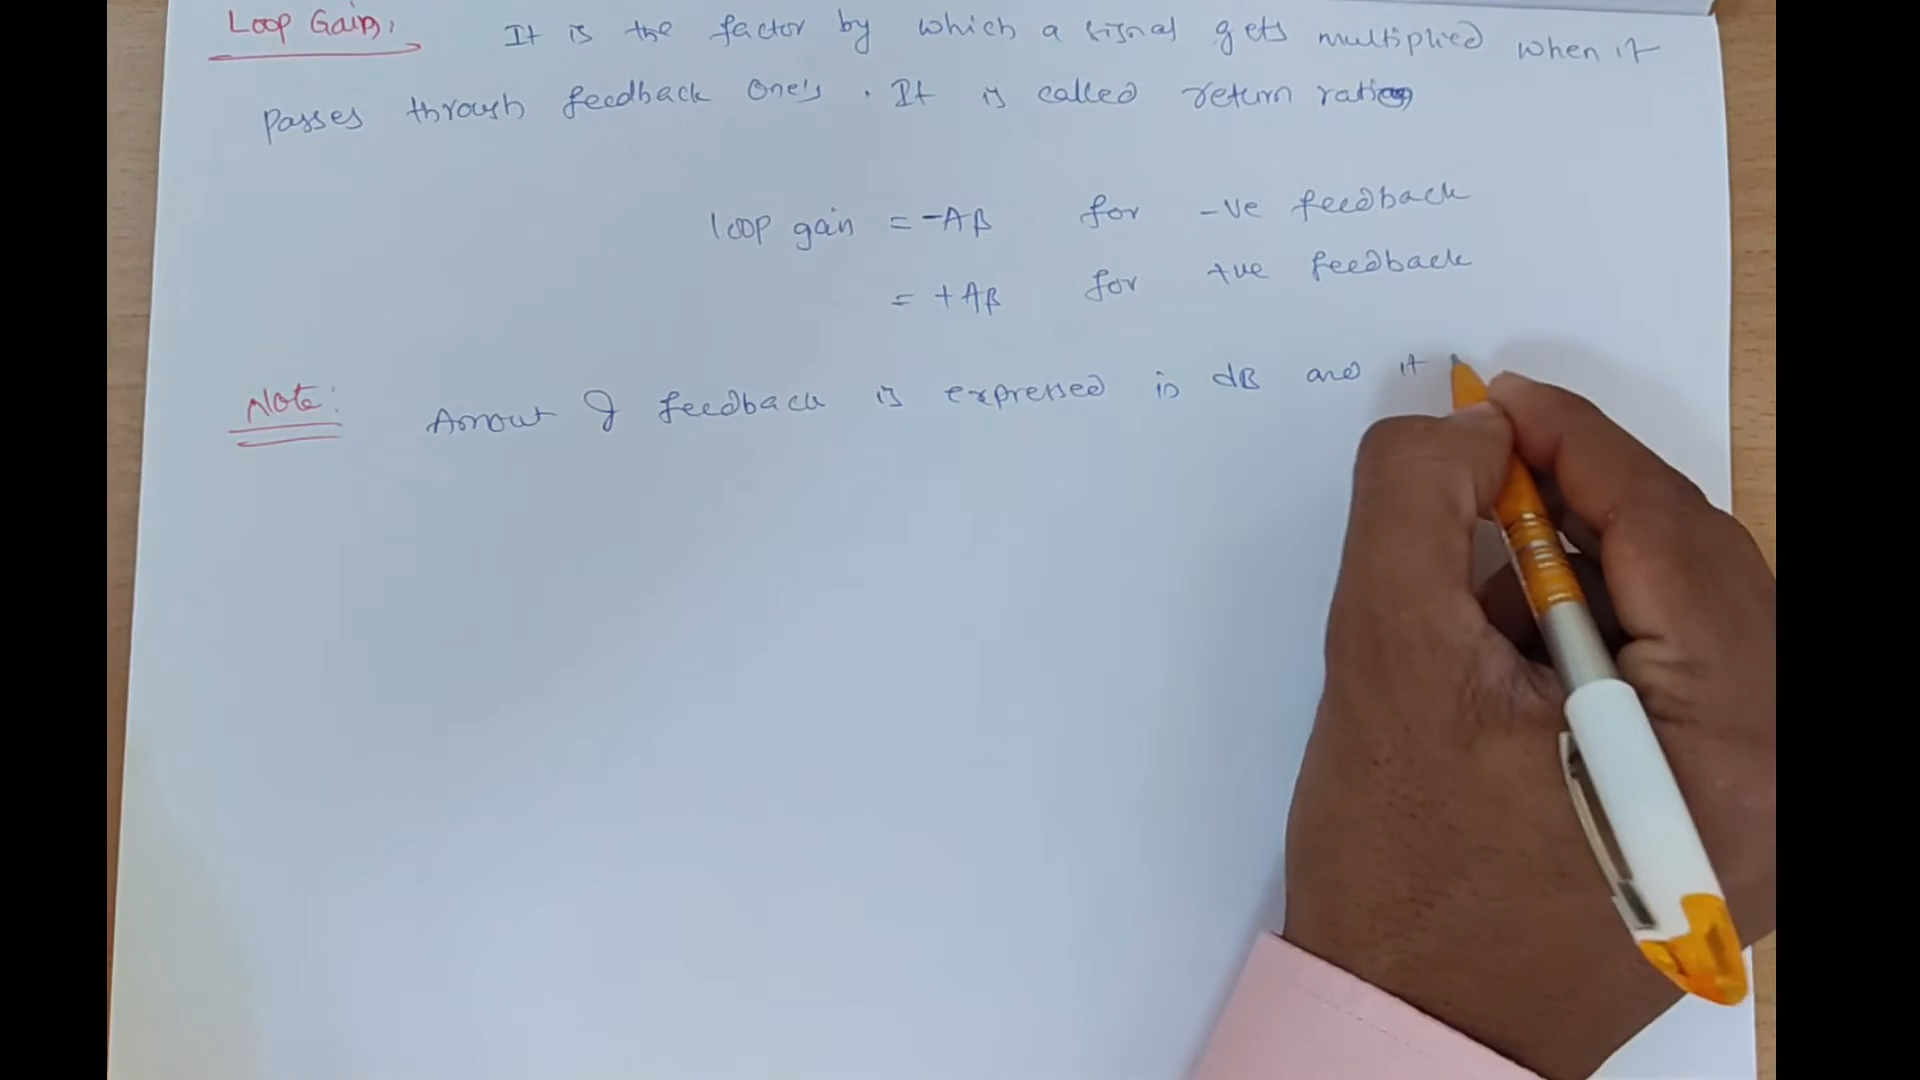 Loop Gain: It is the factor by which a signal gets multiplied when it
passes through feedback one's. It is called return ratio
loop gain = -Aβ for -ve feedback
= +Aβ for +ve feedback
Note: Amout of feedback is expressed in dB and it